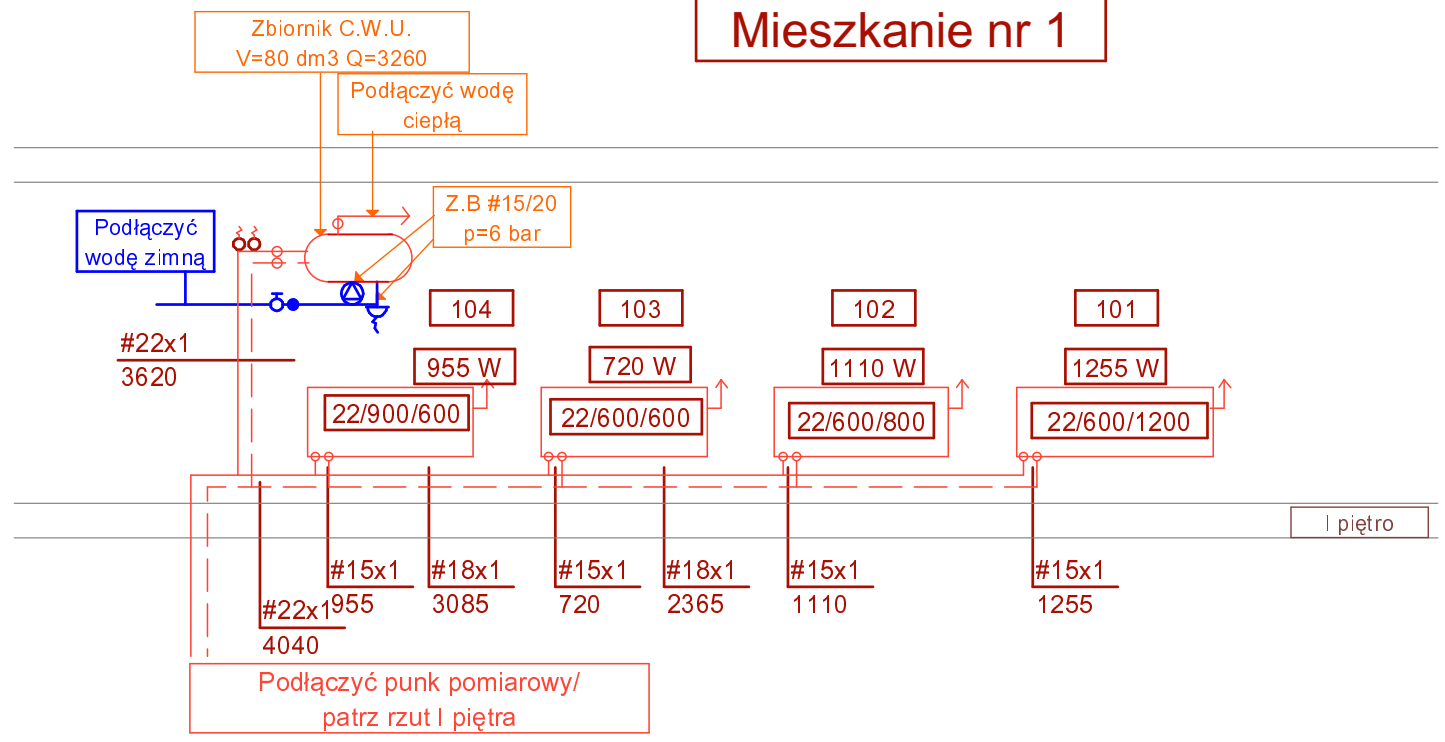 Mieszkanie nr 1
Zbiornik C.W.U.
V=80 dm3 Q=3260
Podłączyć wodę
ciepłą
Z.B #15/20
p=6 bar
Podłączyć
wodę zimną
104
103
102
101
#22x1
3620
955 W
720 W
1110 W
1255 W
22/900/600
22/600/600
22/600/800
22/600/1200
I piętro
#15x1
955
#18x1
3085
#15x1
720
#18x1
2365
#15x1
1110
#15x1
1255
#22x1
4040
Podłączyć punk pomiarowy/
patrz rzut I piętra